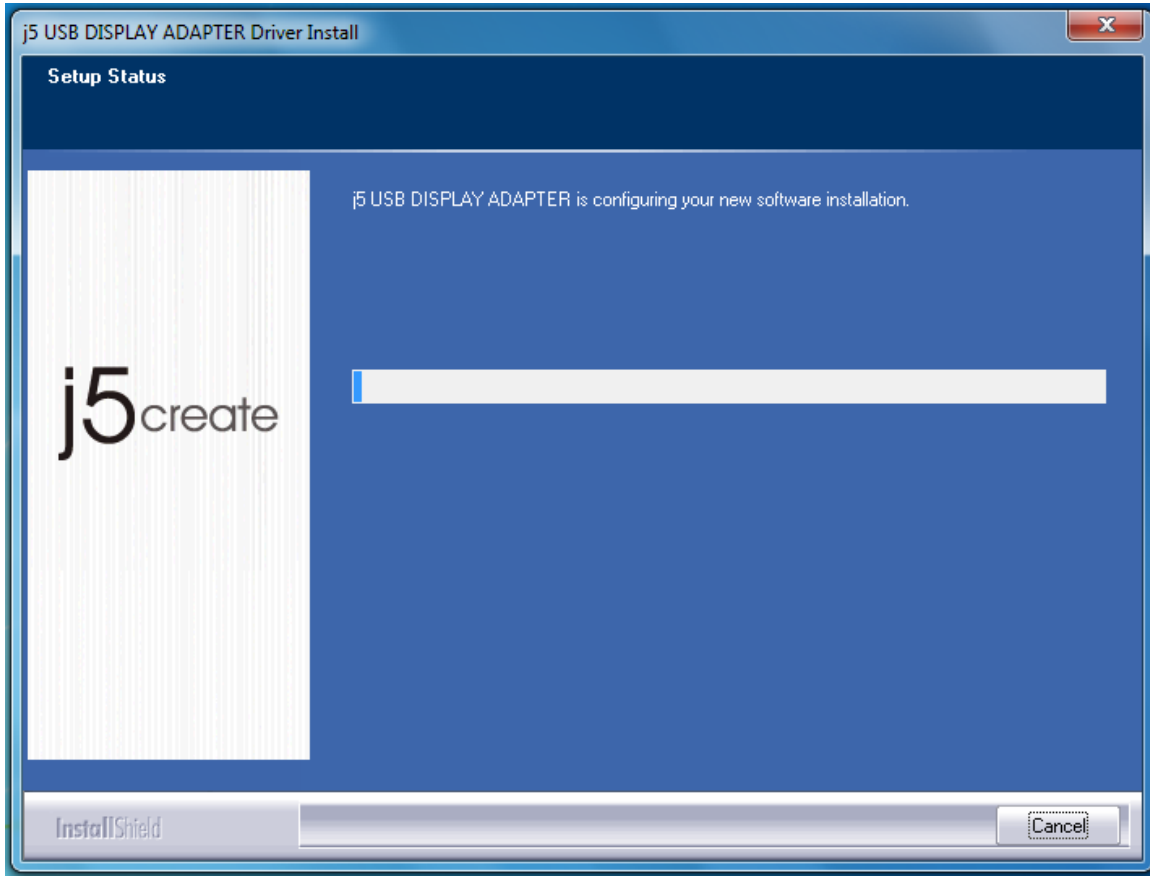 j5 USB DISPLAY ADAPTER Driver Install
Setup Status
j5 USB DISPLAY ADAPTER is configuring your new software installation.
j5create
InstallShield
Cancel